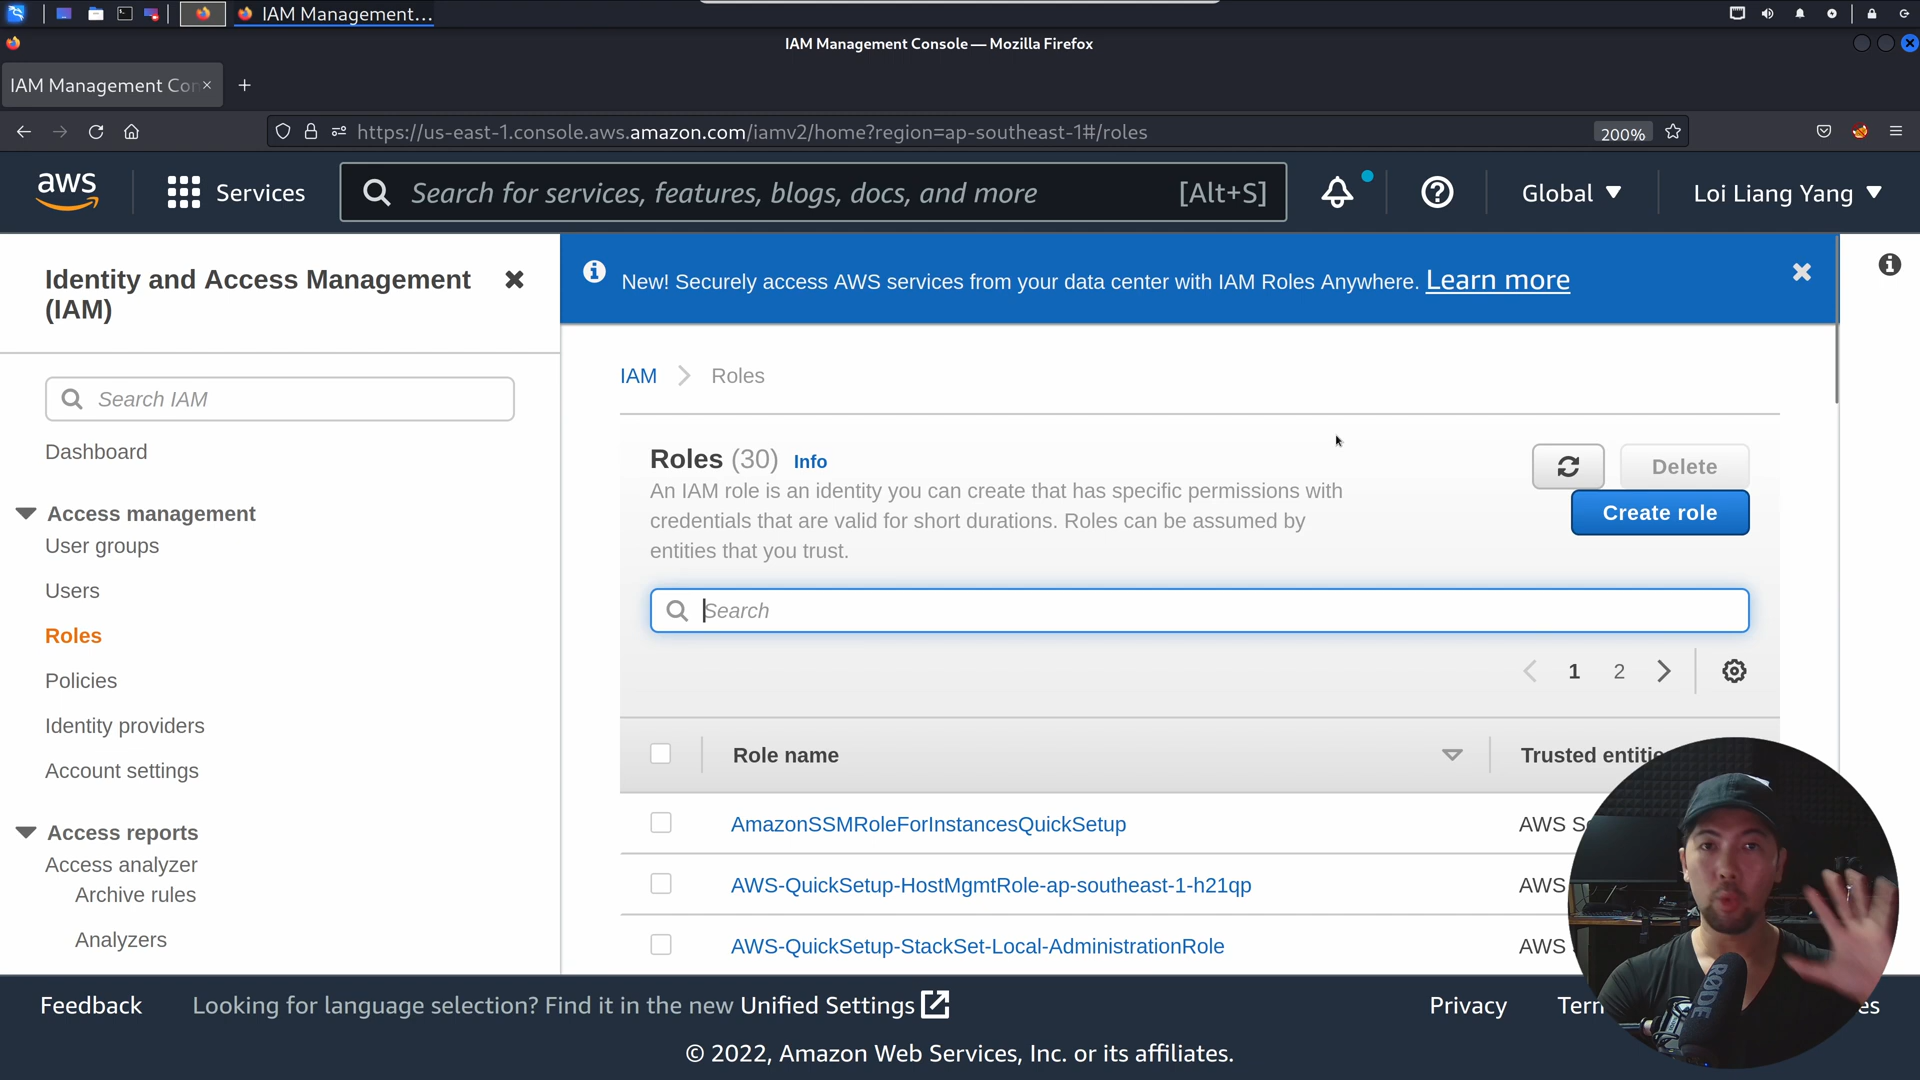 IAM Management...
IAM Management Console — Mozilla Firefox
IAM Management Con
https://us-east-1.console.aws.amazon.com/iamv2/home?region=ap-southeast-1#/roles
200%
aws
Services
Search for services, features, blogs, docs, and more
[Alt+S]
Global
Loi Liang Yang
Identity and Access Management
(IAM)
Search IAM
Dashboard
Access management
User groups
Users
Roles
Policies
Identity providers
Account settings
Access reports
Access analyzer
Archive rules
Analyzers
New! Securely access AWS services from your data center with IAM Roles Anywhere. Learn more
IAM
Roles
Roles (30) Info
An IAM role is an identity you can create that has specific permissions with
credentials that are valid for short durations. Roles can be assumed by
entities that you trust.
Delete
Create role
Search
1
2
Role name
Trusted entitie
AmazonSSMRoleForInstancesQuickSetup
AWS S
AWS-QuickSetup-HostMgmtRole-ap-southeast-1-h21qp
AWS
AWS-QuickSetup-StackSet-Local-AdministrationRole
AWS
RØDE
Feedback
Looking for language selection? Find it in the new Unified Settings
Privacy
Term
es
© 2022, Amazon Web Services, Inc. or its affiliates.